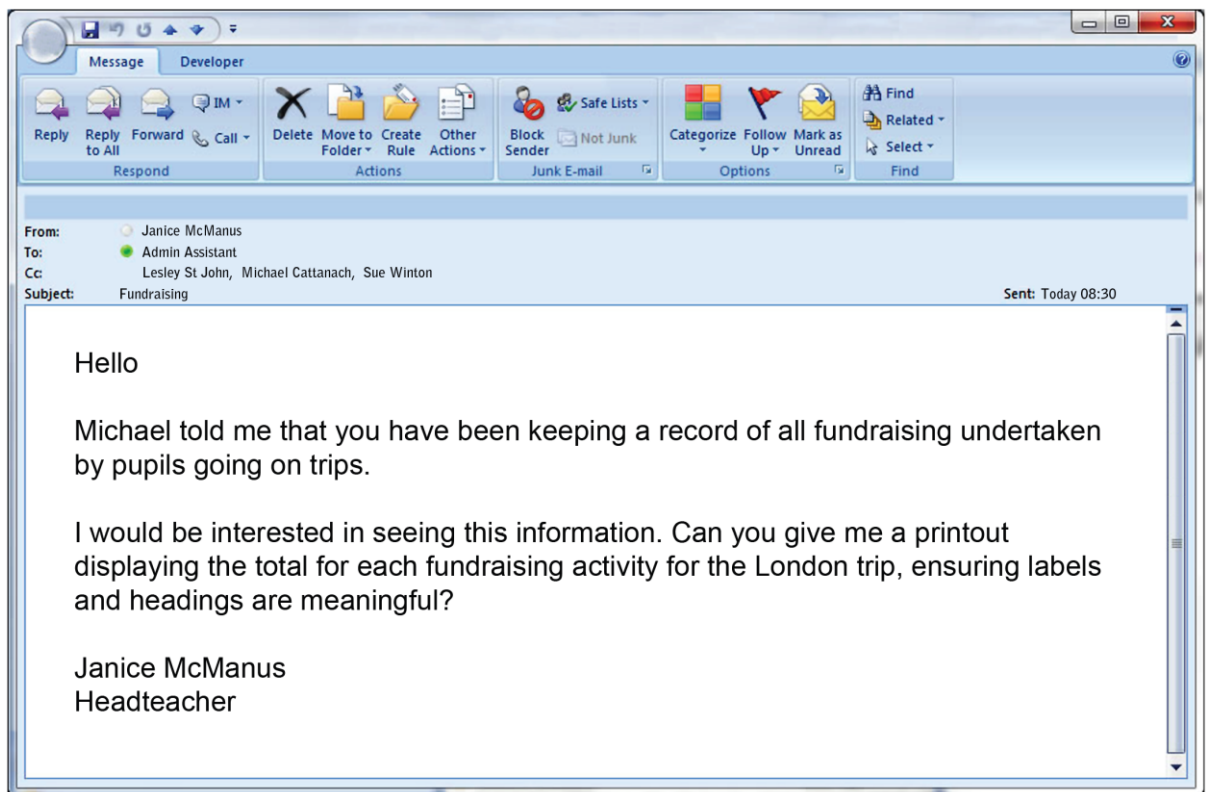 Message Developer
Reply Reply to All Forward IM Call
Respond
Delete Move to Folder Create Rule Other Actions
Actions
Block Sender Safe Lists Not Junk
Junk E-mail
Categorize Follow Up Mark as Unread
Options
Find Related Select
Find
From: Janice McManus
To: Admin Assistant
Cc: Lesley St John, Michael Cattanach, Sue Winton
Subject: Fundraising Sent: Today 08:30
Hello
Michael told me that you have been keeping a record of all fundraising undertaken
by pupils going on trips.
I would be interested in seeing this information. Can you give me a printout
displaying the total for each fundraising activity for the London trip, ensuring labels
and headings are meaningful?
Janice McManus
Headteacher